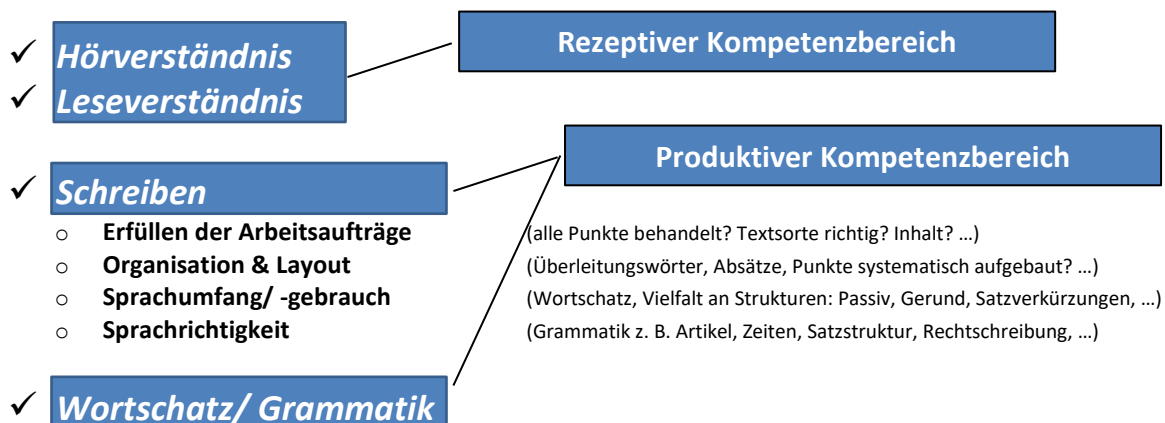 ✓ Hörverständnis
Rezeptiver Kompetenzbereich
✓ Leseverständnis
Produktiver Kompetenzbereich
✓ Schreiben
o Erfüllen der Arbeitsaufträge (alle Punkte behandelt? Textsorte richtig? Inhalt? …)
o Organisation & Layout (Überleitungswörter, Absätze, Punkte systematisch aufgebaut? …)
o Sprachumfang/ -gebrauch (Wortschatz, Vielfalt an Strukturen: Passiv, Gerund, Satzverkürzungen, …)
o Sprachrichtigkeit (Grammatik z. B. Artikel, Zeiten, Satzstruktur, Rechtschreibung, …)
✓ Wortschatz/ Grammatik